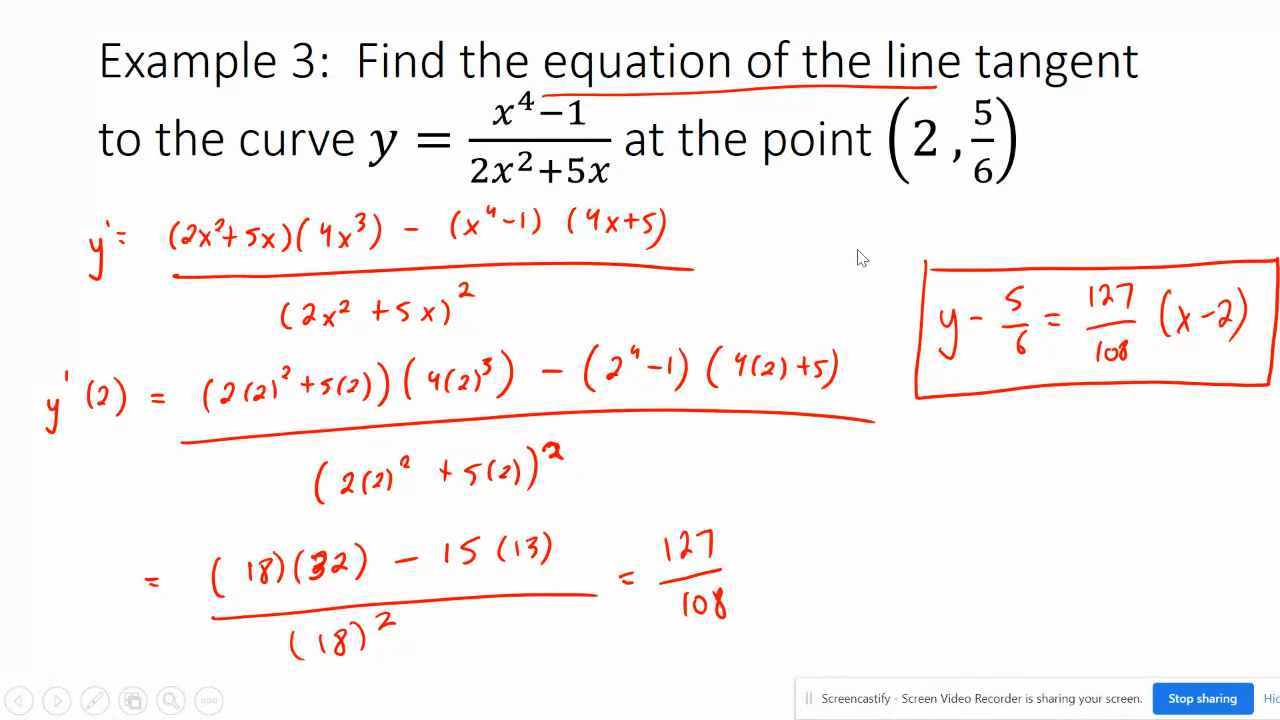 Example 3: Find the equation of the line tangent
to the curve y = (x⁴−1)/(2x²+5x) at the point (2, 5/6)
y' = ((2x²+5x)(4x³) − (x⁴−1)(4x+5))/(2x²+5x)²
y − 5/6 = 127/108 (x−2)
y'(2) = ((2(2)²+5(2))(4(2)³) − (2⁴−1)(4(2)+5))/(2(2)²+5(2))²
= ((18)(32) − 15(13))/(18)² = 127/108
Screencastify - Screen Video Recorder is sharing your screen. Stop sharing Hid